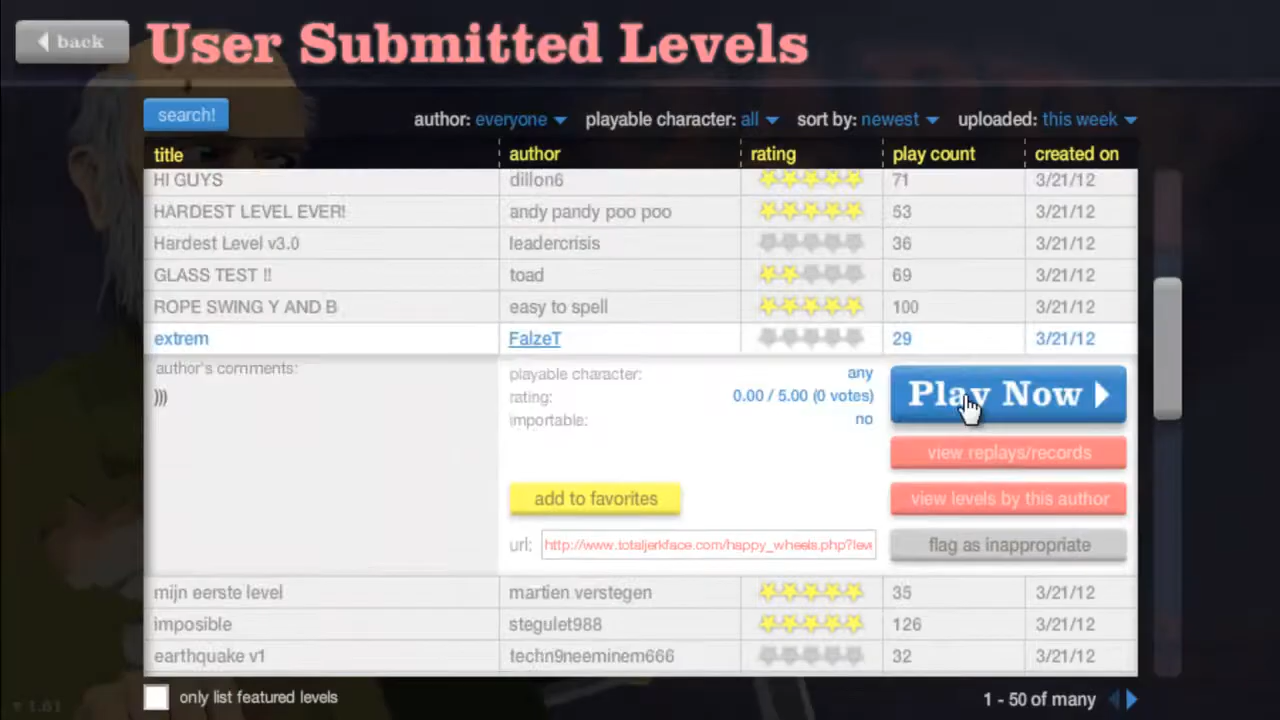 back
User Submitted Levels
search!
author: everyone playable character: all sort by: newest uploaded: this week
title author rating play count created on
HI GUYS dillon6 71 3/21/12
HARDEST LEVEL EVER! andy pandy poo poo 53 3/21/12
Hardest Level v3.0 leadercrisis 36 3/21/12
GLASS TEST !! toad 69 3/21/12
ROPE SWING Y AND B easy to spell 100 3/21/12
extrem FalzeT 29 3/21/12
author's comments:
)))
playable character: any
rating: 0.00 / 5.00 (0 votes)
importable: no
Play Now
view replays/records
add to favorites
view levels by this author
url: http://www.totaljerkface.com/happy_wheels.php?leve
flag as inappropriate
mijn eerste level martien verstegen 35 3/21/12
imposible stegulet988 126 3/21/12
earthquake v1 techn9neeminem666 32 3/21/12
only list featured levels
1 - 50 of many
v 1.61